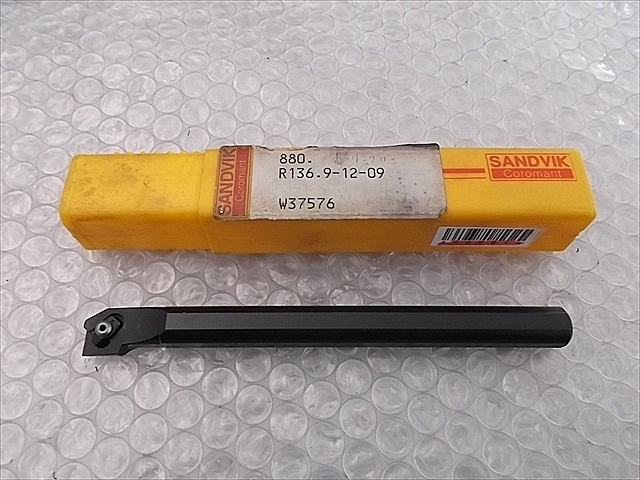 SANDVIK
Coromant
880.
R136.9-12-09
W37576
SANDVIK
Coromant